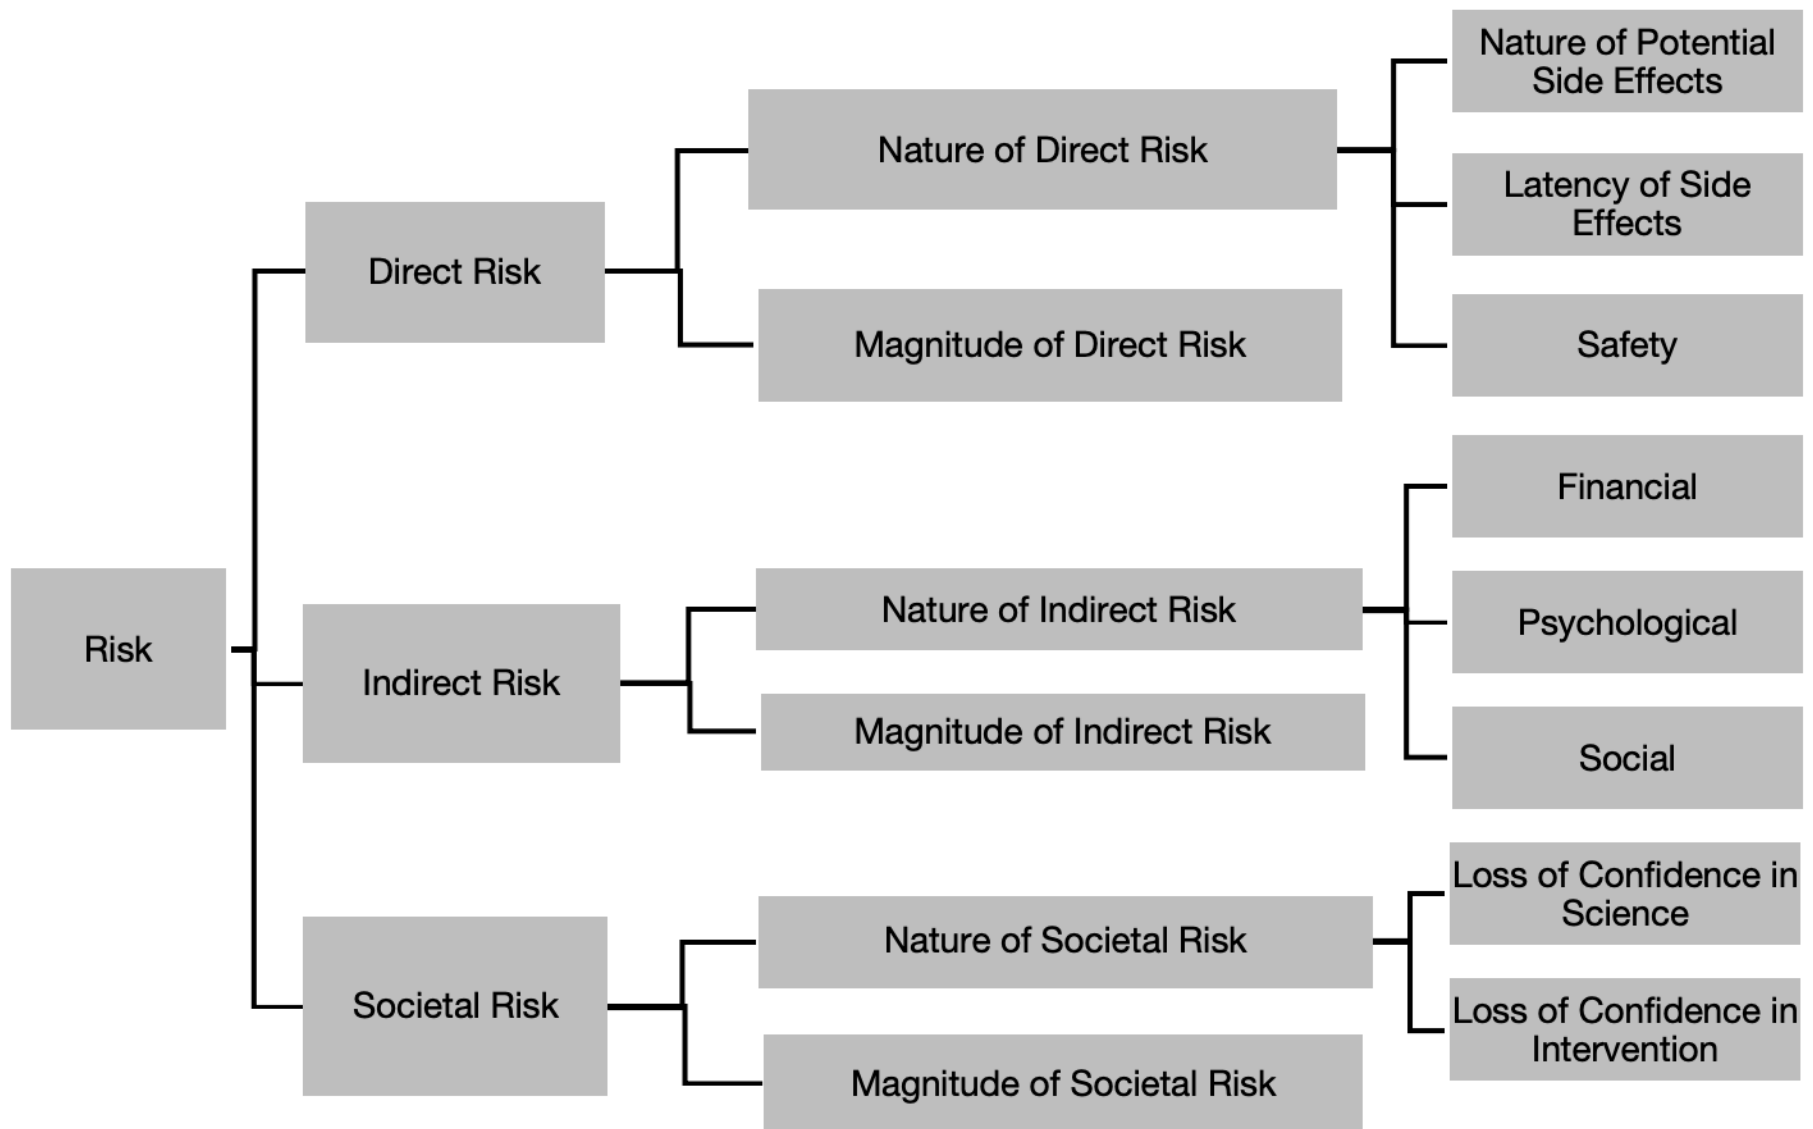 Nature of Potential
Side Effects
Nature of Direct Risk
Latency of Side
Effects
Direct Risk
Magnitude of Direct Risk
Safety
Financial
Nature of Indirect Risk
Psychological
Risk
Indirect Risk
Magnitude of Indirect Risk
Social
Loss of Confidence in
Science
Nature of Societal Risk
Societal Risk
Loss of Confidence in
Intervention
Magnitude of Societal Risk